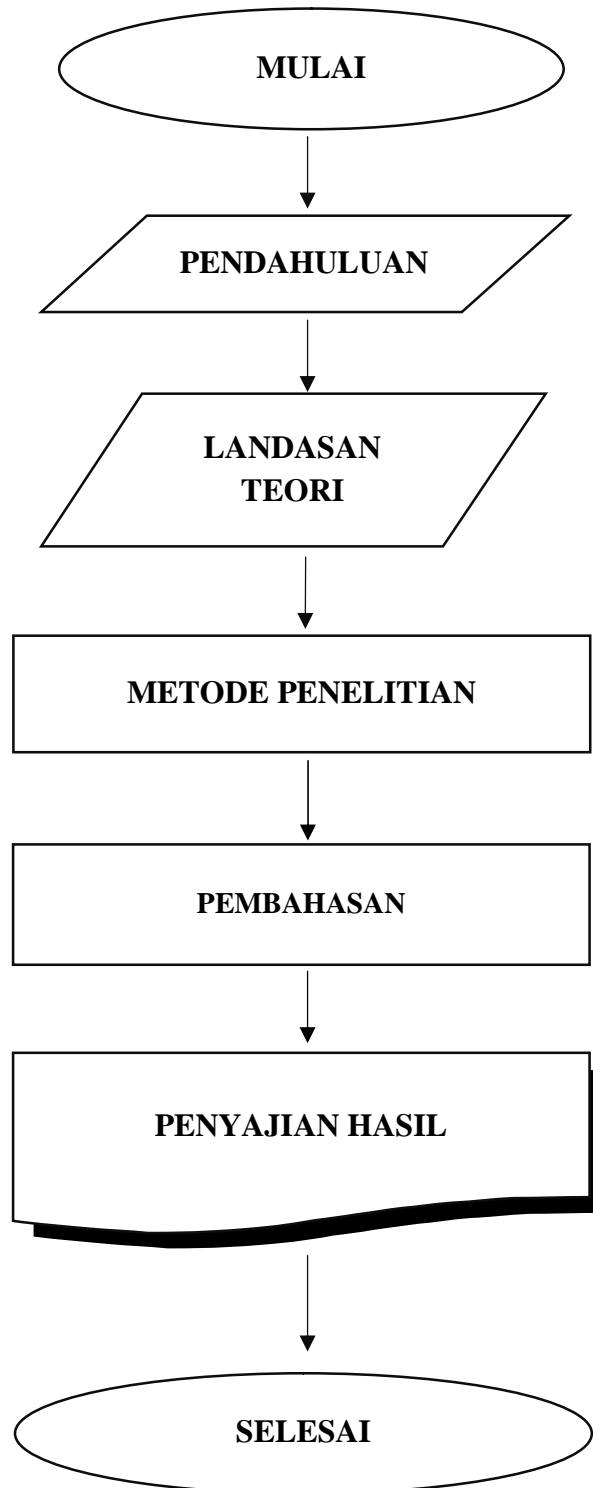 MULAI
PENDAHULUAN
LANDASAN
TEORI
METODE PENELITIAN
PEMBAHASAN
PENYAJIAN HASIL
SELESAI